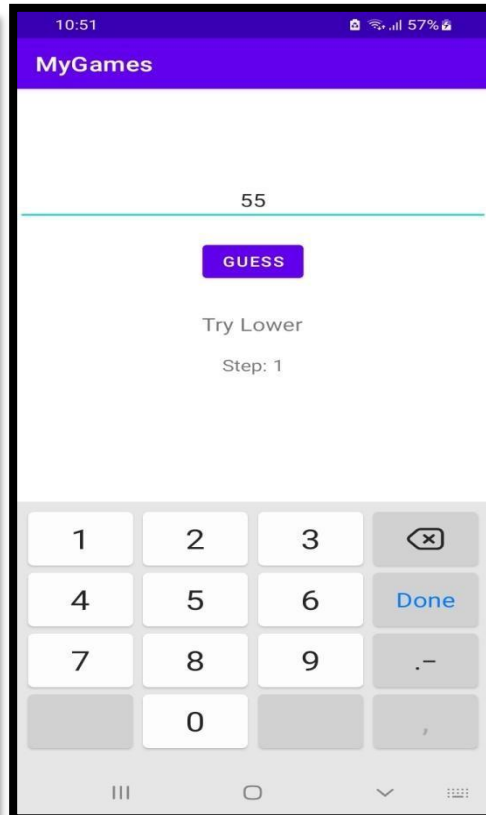 10:51 57%
MyGames
55
GUESS
Try Lower
Step: 1
1 2 3
4 5 6 Done
7 8 9 .-
0 ,